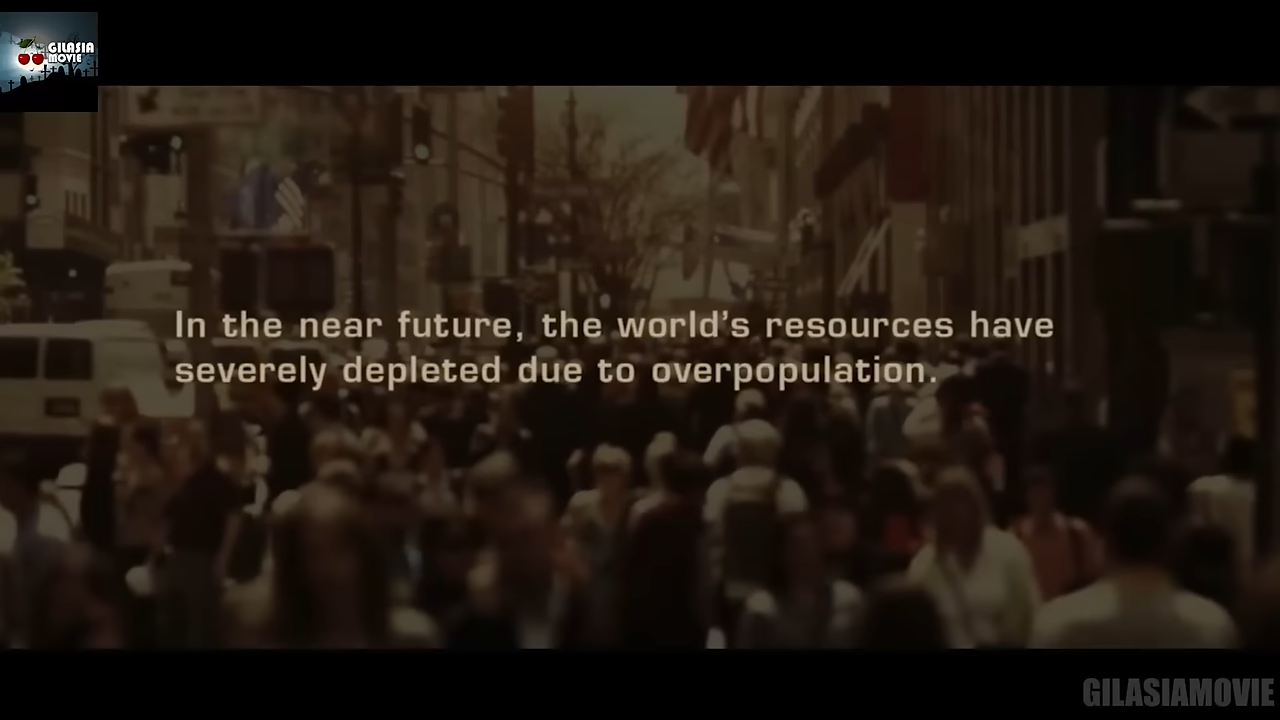 GILASIA
MOVIE
In the near future, the world's resources have
severely depleted due to overpopulation.
GILASIAMOVIE